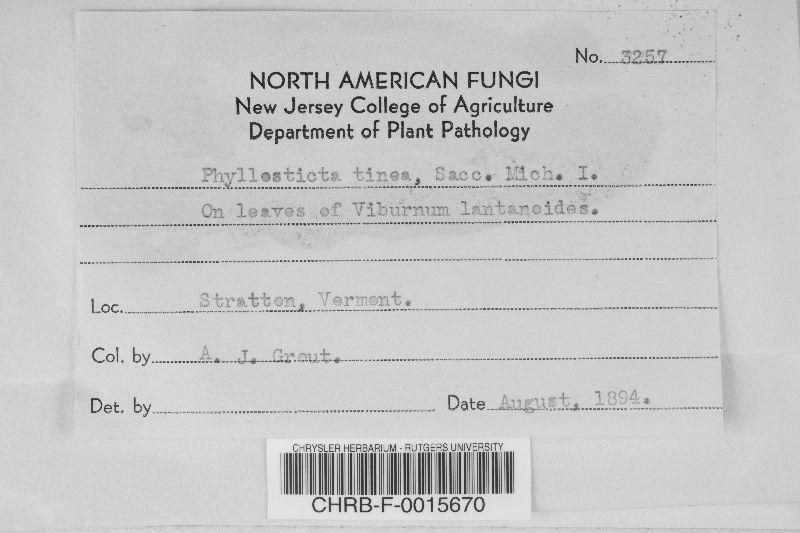 No. 3257
NORTH AMERICAN FUNGI
New Jersey College of Agriculture
Department of Plant Pathology
Phyllosticta tinea, Sacc. Mich. I.
On leaves of Viburnum lantanoides.
Loc. Stratton, Vermont.
Col. by A. J. Grout.
Det. by
Date August, 1894.
CHRYSLER HERBARIUM - RUTGERS UNIVERSITY
CHRB-F-0015670